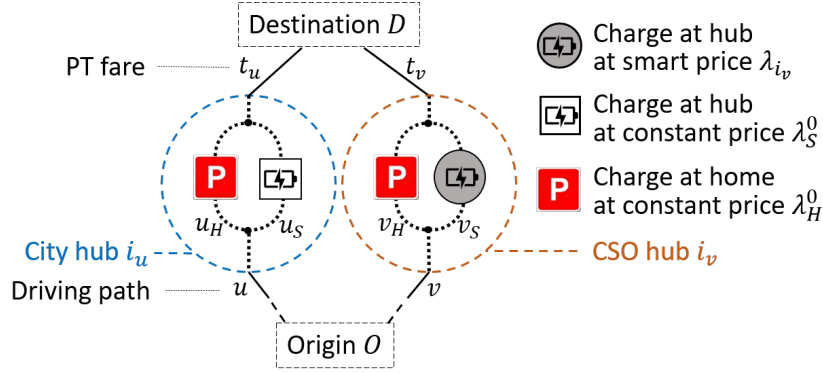 Destination D
PT fare
t_u
t_v
Charge at hub
at smart price λ_{i_v}
Charge at hub
at constant price λ_S^0
P
P
P
Charge at home
at constant price λ_H^0
u_H
u_S
v_H
v_S
City hub i_u
CSO hub i_v
Driving path
u
v
Origin O